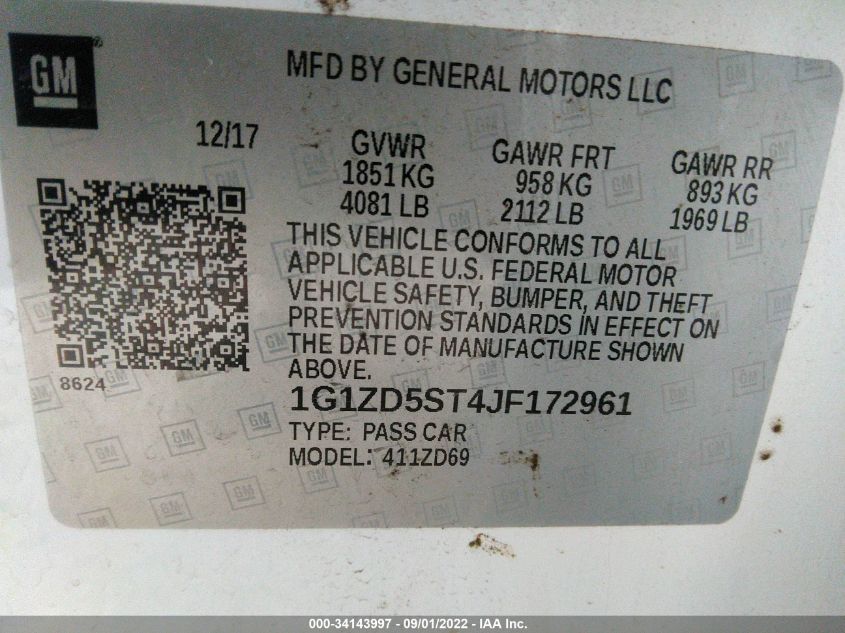 GM
MFD BY GENERAL MOTORS LLC
12/17
GVWR
1851 KG
4081 LB
GAWR FRT
958 KG
2112 LB
GAWR RR
893 KG
1969 LB
THIS VEHICLE CONFORMS TO ALL
APPLICABLE U.S. FEDERAL MOTOR
VEHICLE SAFETY, BUMPER, AND THEFT
PREVENTION STANDARDS IN EFFECT ON
THE DATE OF MANUFACTURE SHOWN
ABOVE.
8624
1G1ZD5ST4JF172961
TYPE: PASS CAR
MODEL: 411ZD69
000-34143997 - 09/01/2022 - IAA Inc.